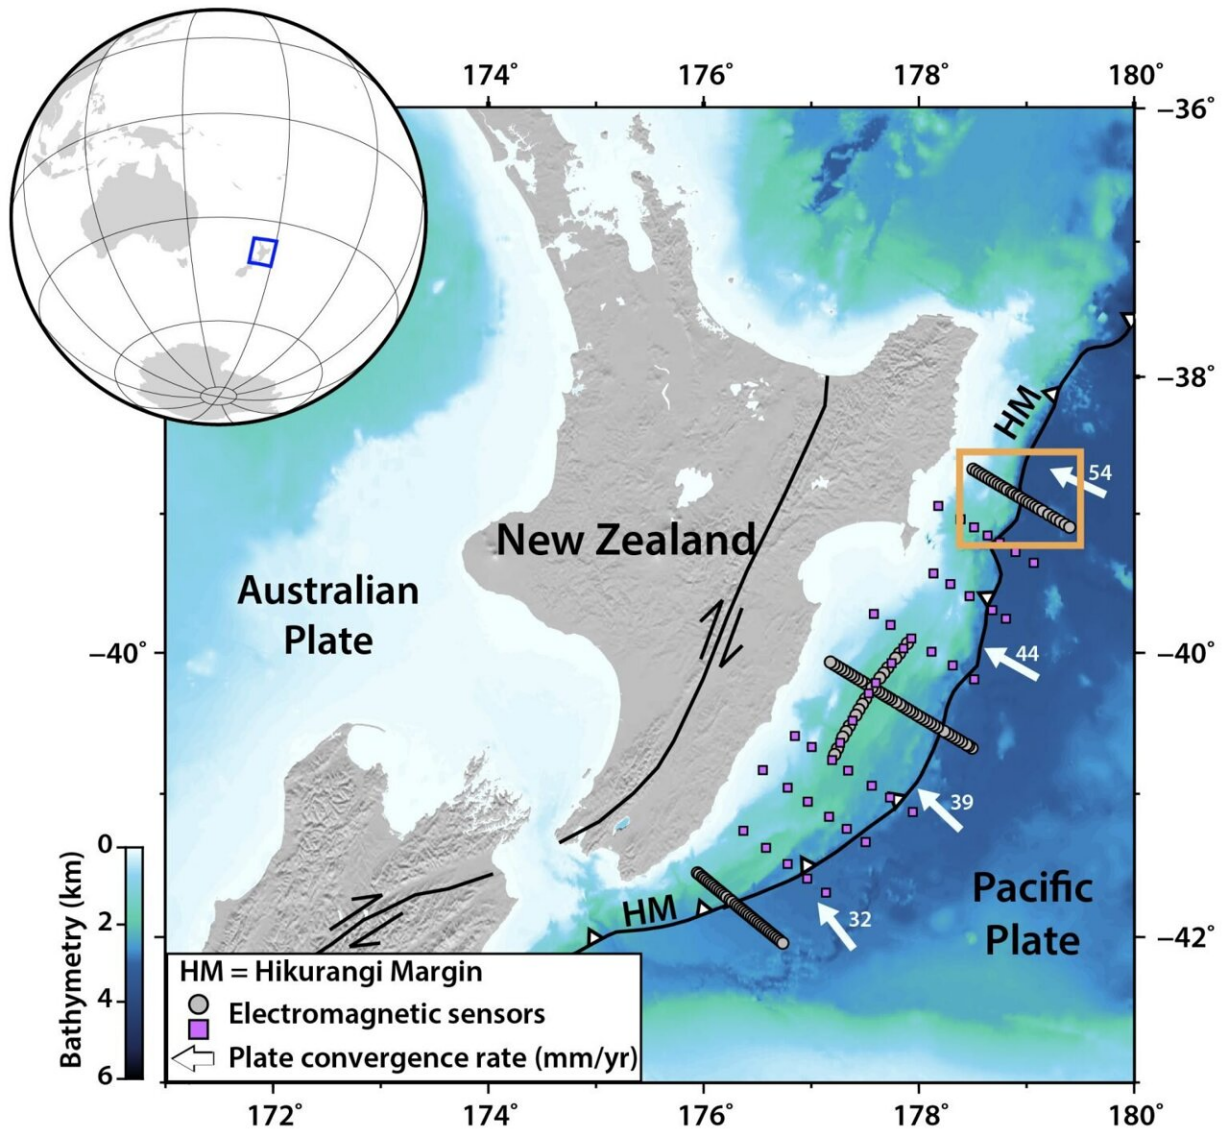 174° 176° 178° 180°
−36°
−38°
HM
54
New Zealand
Australian
Plate
−40° −40°
44
39
Pacific
Plate
HM
32
−42°
0
2
4
6
Bathymetry (km)
HM = Hikurangi Margin
Electromagnetic sensors
Plate convergence rate (mm/yr)
172° 174° 176° 178° 180°